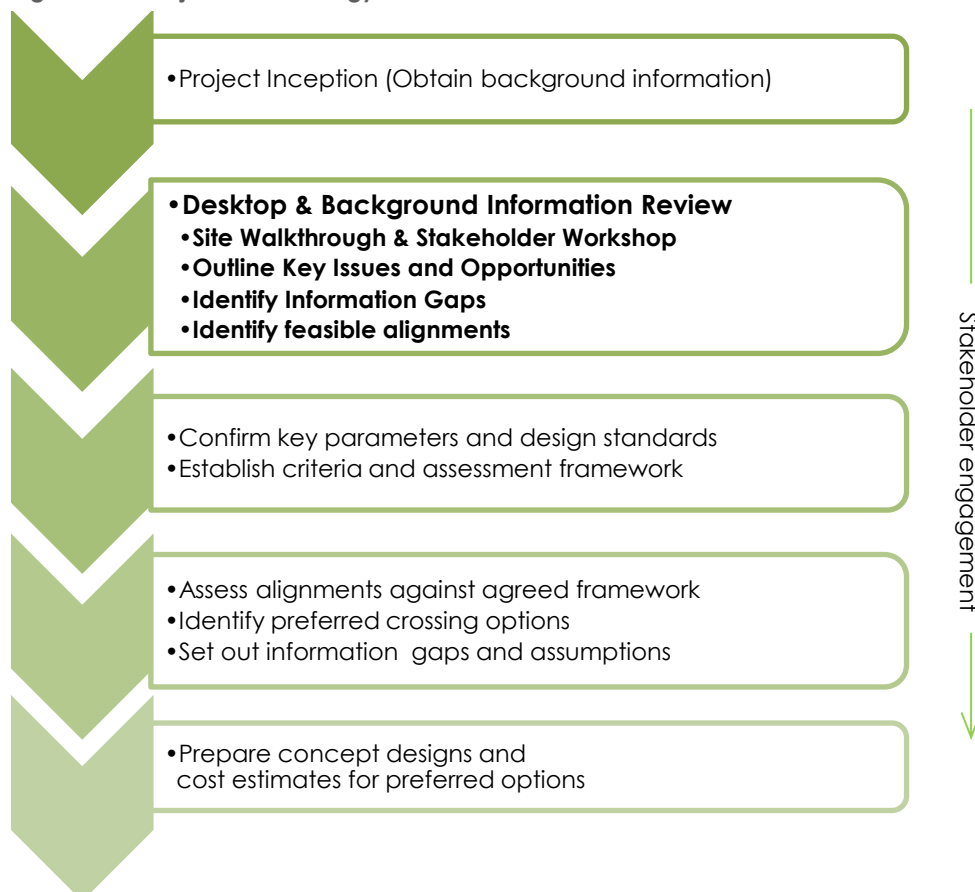 •Project Inception (Obtain background information)
•Desktop & Background Information Review
•Site Walkthrough & Stakeholder Workshop
•Outline Key Issues and Opportunities
•Identify Information Gaps
•Identify feasible alignments
•Confirm key parameters and design standards
•Establish criteria and assessment framework
•Assess alignments against agreed framework
•Identify preferred crossing options
•Set out information gaps and assumptions
•Prepare concept designs and
cost estimates for preferred options
Stakeholder engagement